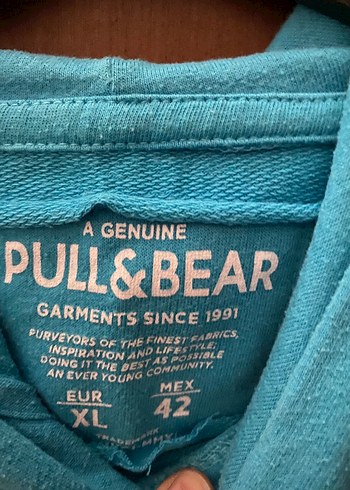 A GENUINE
PULL&BEAR
GARMENTS SINCE 1991
PURVEYORS OF THE FINEST FABRICS,
INSPIRATION AND LIFESTYLE;
DOING IT THE BEST AS POSSIBLE
AN EVER YOUNG COMMUNITY.
EUR MEX
XL 42
TRADEMARK